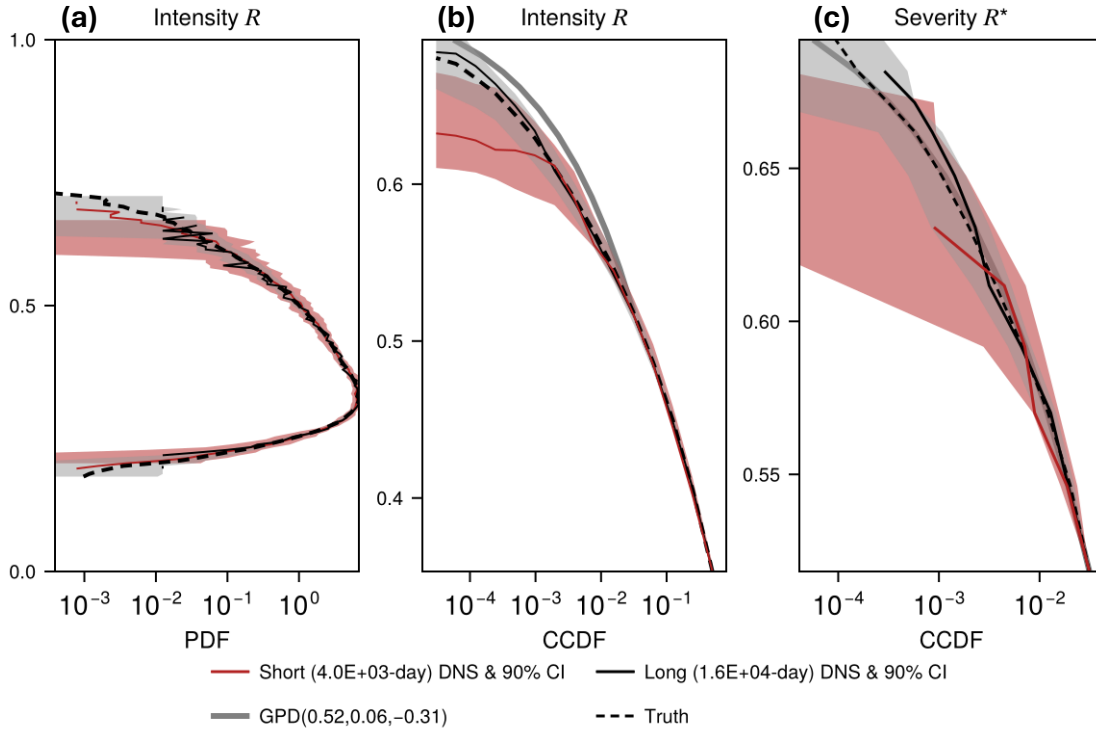 (a) Intensity R
(b) Intensity R
(c) Severity R*
1.0
0.5
0.0
10⁻³ 10⁻² 10⁻¹ 10⁰
PDF
0.6
0.5
0.4
10⁻⁴ 10⁻³ 10⁻² 10⁻¹
CCDF
0.65
0.60
0.55
10⁻⁴ 10⁻³ 10⁻²
CCDF
Short (4.0E+03-day) DNS & 90% CI
Long (1.6E+04-day) DNS & 90% CI
GPD(0.52,0.06,−0.31)
Truth